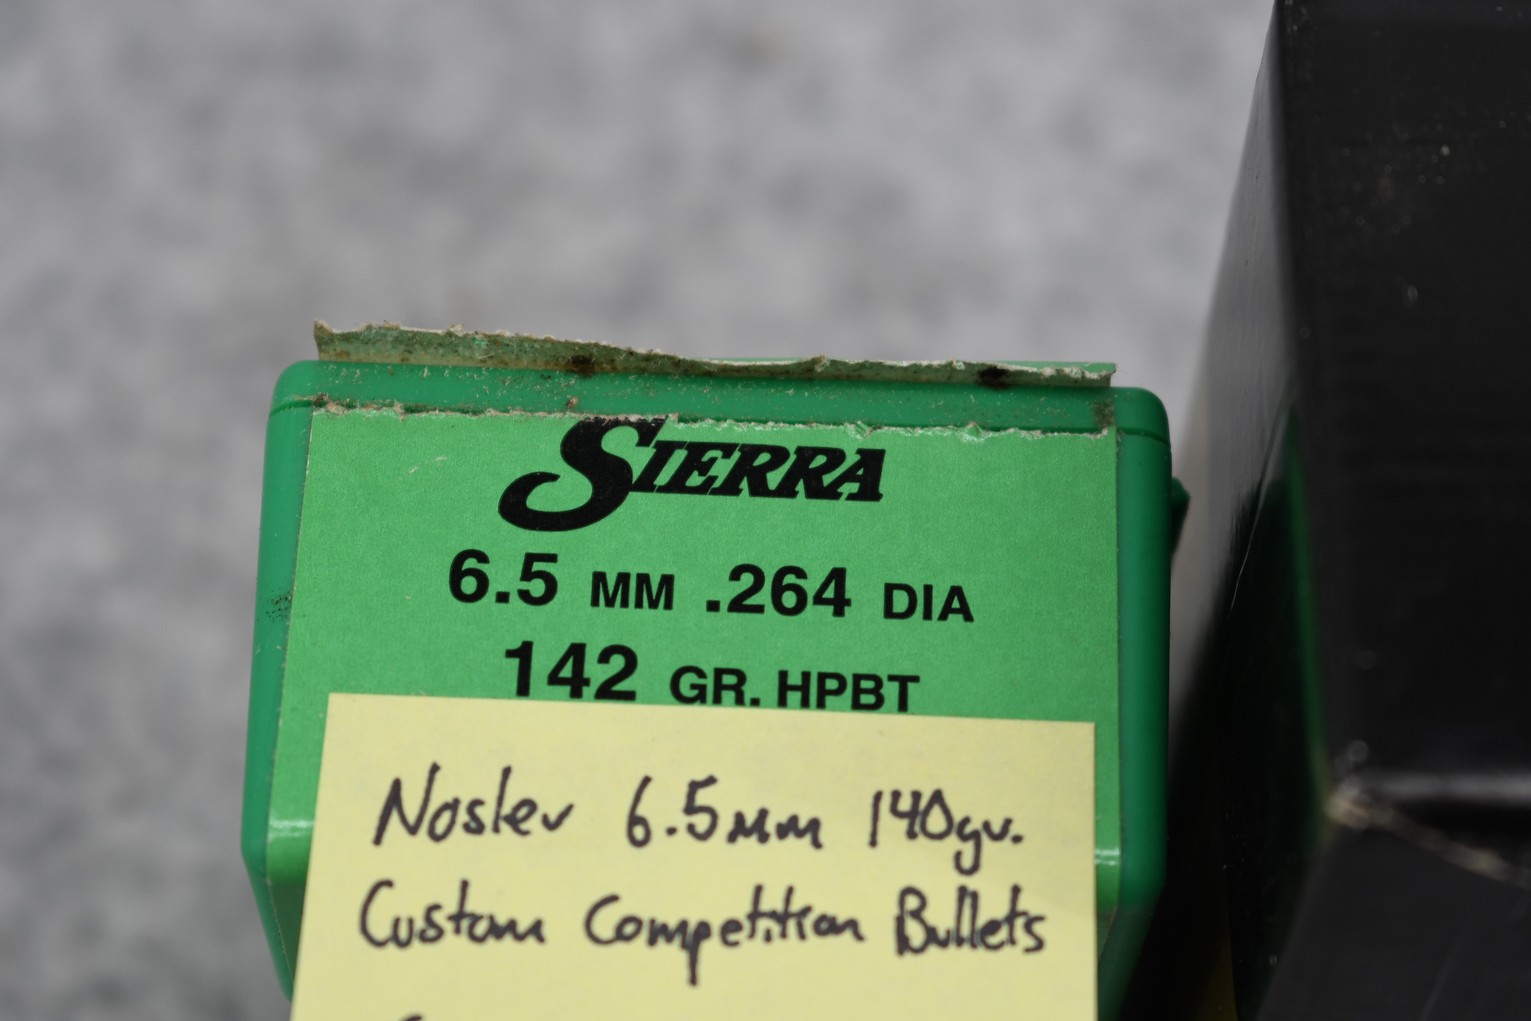 SIERRA
6.5 MM .264 DIA
142 GR. HPBT
Nosler 6.5mm 140gr.
Custom Competition Bullets